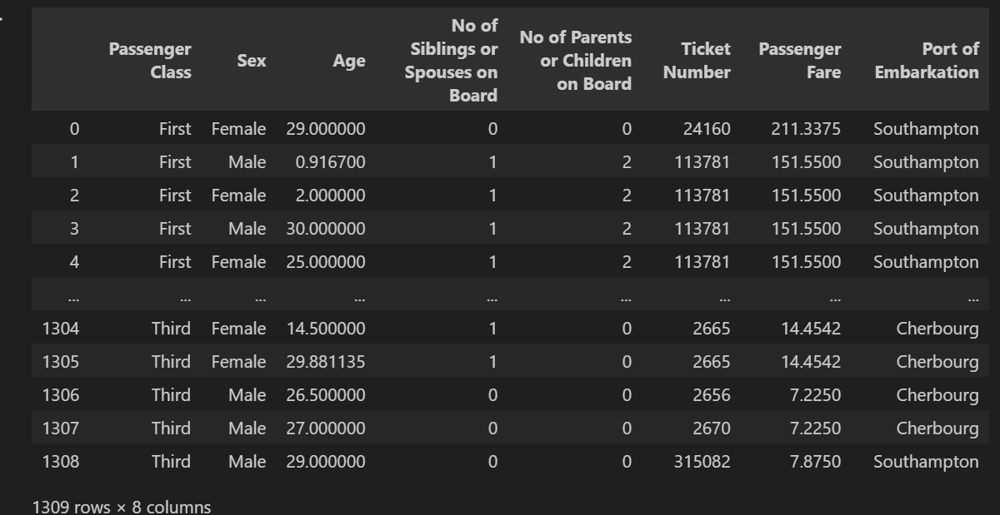 Passenger Class Sex Age No of Siblings or Spouses on Board No of Parents or Children on Board Ticket Number Passenger Fare Port of Embarkation
0 First Female 29.000000 0 0 24160 211.3375 Southampton
1 First Male 0.916700 1 2 113781 151.5500 Southampton
2 First Female 2.000000 1 2 113781 151.5500 Southampton
3 First Male 30.000000 1 2 113781 151.5500 Southampton
4 First Female 25.000000 1 2 113781 151.5500 Southampton
... ... ... ... ... ... ... ... ...
1304 Third Female 14.500000 1 0 2665 14.4542 Cherbourg
1305 Third Female 29.881135 1 0 2665 14.4542 Cherbourg
1306 Third Male 26.500000 0 0 2656 7.2250 Cherbourg
1307 Third Male 27.000000 0 0 2670 7.2250 Cherbourg
1308 Third Male 29.000000 0 0 315082 7.8750 Southampton
1309 rows × 8 columns